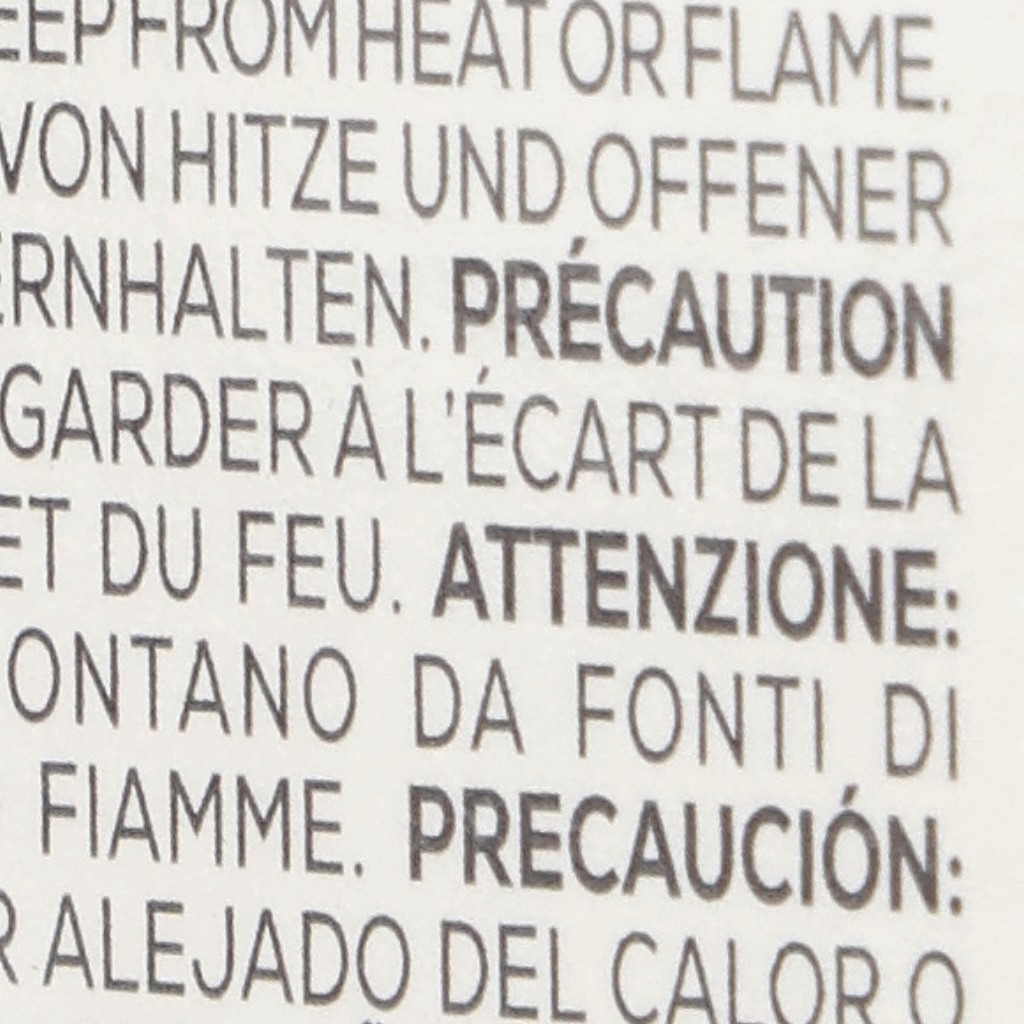 EEP FROM HEAT OR FLAME.
VON HITZE UND OFFENER
ERNHALTEN. PRÉCAUTION
GARDER À L'ÉCART DE LA
ET DU FEU. ATTENZIONE:
ONTANO DA FONTI DI
FIAMME. PRECAUCIÓN:
R ALEJADO DEL CALOR O